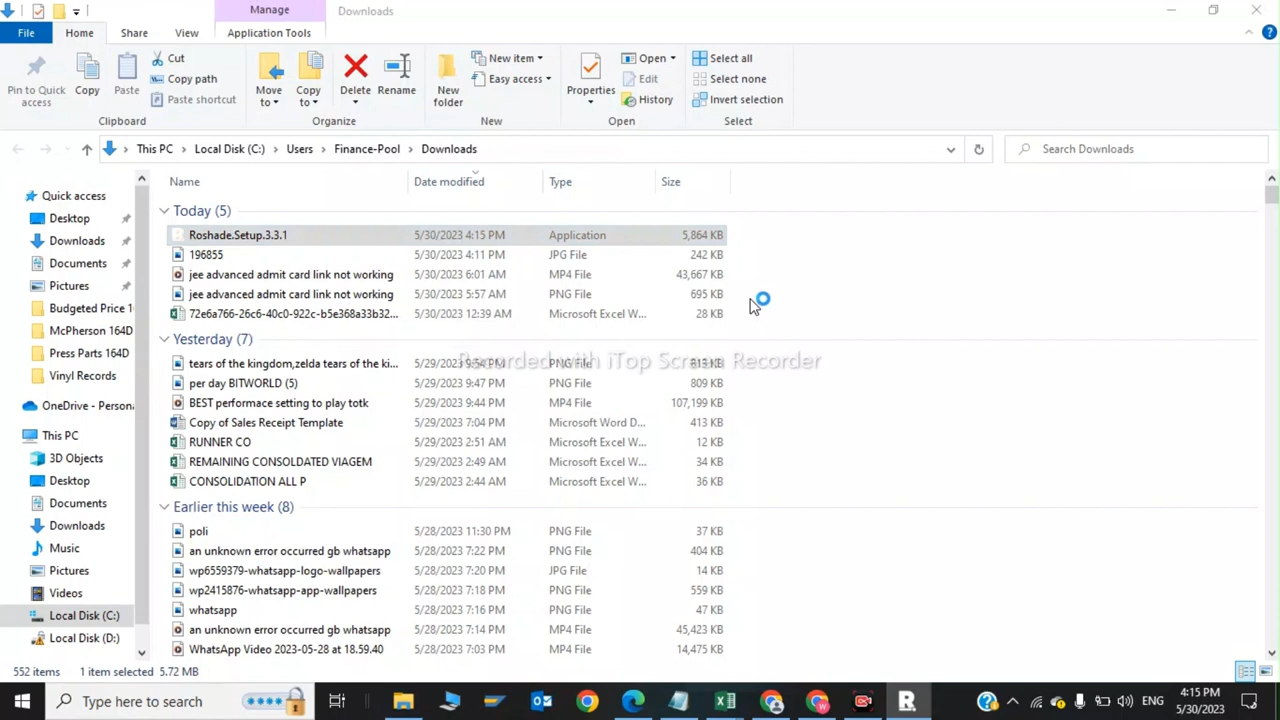 Manage
Downloads
File
Home
Share
View
Application Tools
Pin to Quick access
Copy
Paste
Cut
Copy path
Paste shortcut
Clipboard
Move to
Copy to
Delete
Rename
Organize
New folder
New item
Easy access
New
Properties
Open
Edit
History
Open
Select all
Select none
Invert selection
Select
This PC
Local Disk (C:)
Users
Finance-Pool
Downloads
Search Downloads
Name
Date modified
Type
Size
Quick access
Desktop
Downloads
Documents
Pictures
Budgeted Price 1
McPherson 164D
Press Parts 164D
Vinyl Records
OneDrive - Persona
This PC
3D Objects
Desktop
Documents
Downloads
Music
Pictures
Videos
Local Disk (C:)
Local Disk (D:)
Today (5)
Roshade.Setup.3.3.1 5/30/2023 4:15 PM Application 5,864 KB
196855 5/30/2023 4:11 PM JPG File 242 KB
jee advanced admit card link not working 5/30/2023 6:01 AM MP4 File 43,667 KB
jee advanced admit card link not working 5/30/2023 5:57 AM PNG File 695 KB
72e6a766-26c6-40c0-922c-b5e368a33b32... 5/30/2023 12:39 AM Microsoft Excel W... 28 KB
Yesterday (7)
Recorded with iTop Screen Recorder
tears of the kingdom,zelda tears of the ki... 5/29/2023 9:54 PM PNG File 813 KB
per day BITWORLD (5) 5/29/2023 9:47 PM PNG File 809 KB
BEST performace setting to play totk 5/29/2023 9:44 PM MP4 File 107,199 KB
Copy of Sales Receipt Template 5/29/2023 7:04 PM Microsoft Word D... 413 KB
RUNNER CO 5/29/2023 2:51 AM Microsoft Excel W... 12 KB
REMAINING CONSOLDATED VIAGEM 5/29/2023 2:49 AM Microsoft Excel W... 34 KB
CONSOLIDATION ALL P 5/29/2023 2:44 AM Microsoft Excel W... 36 KB
Earlier this week (8)
poli 5/28/2023 11:30 PM PNG File 37 KB
an unknown error occurred gb whatsapp 5/28/2023 7:22 PM PNG File 404 KB
wp6559379-whatsapp-logo-wallpapers 5/28/2023 7:20 PM JPG File 14 KB
wp2415876-whatsapp-app-wallpapers 5/28/2023 7:18 PM PNG File 559 KB
whatsapp 5/28/2023 7:16 PM PNG File 47 KB
an unknown error occurred gb whatsapp 5/28/2023 7:14 PM MP4 File 45,423 KB
WhatsApp Video 2023-05-28 at 18.59.40 5/28/2023 7:03 PM MP4 File 14,475 KB
552 items
1 item selected 5.72 MB
Type here to search
ENG
4:15 PM
5/30/2023